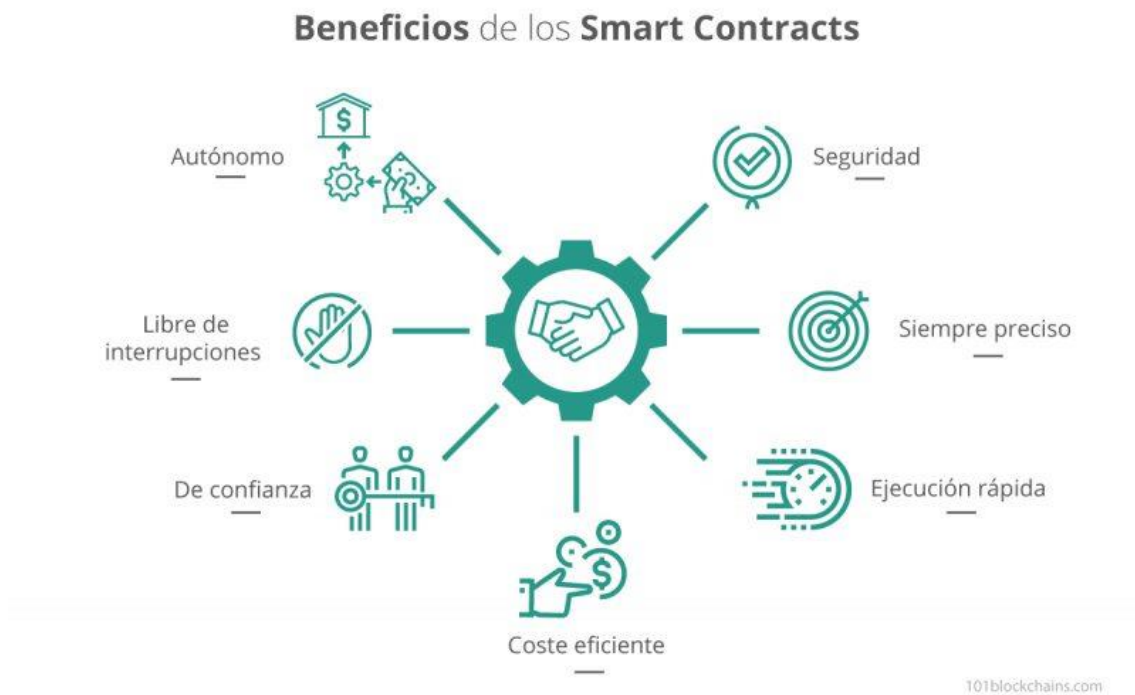 Beneficios de los Smart Contracts
Autónomo
Seguridad
Libre de
interrupciones
Siempre preciso
De confianza
Ejecución rápida
Coste eficiente
101blockchains.com